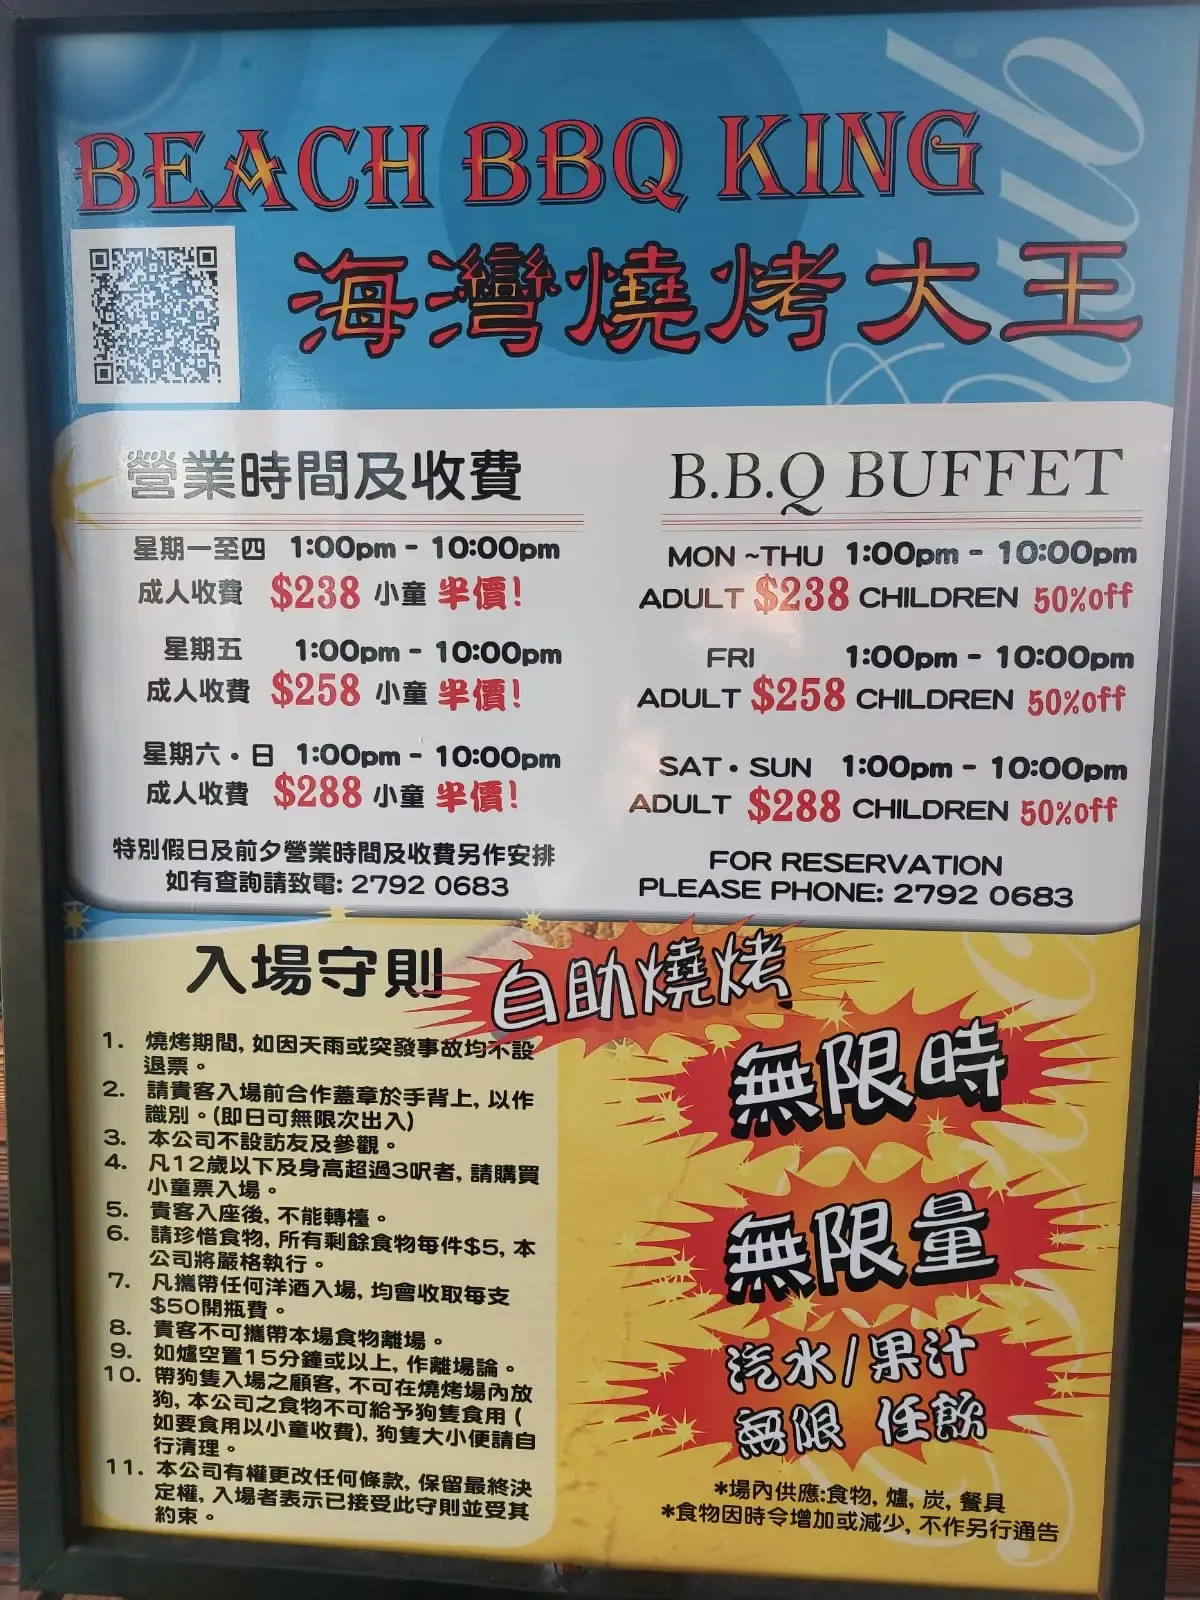 BEACH BBQ KING
海灣燒烤大王
營業時間及收費
星期一至四 1:00pm - 10:00pm
成人收費 $238 小童 半價!
星期五 1:00pm - 10:00pm
成人收費 $258 小童 半價!
星期六・日 1:00pm - 10:00pm
成人收費 $288 小童 半價!
特別假日及前夕營業時間及收費另作安排
如有查詢請致電: 2792 0683
B.B.Q BUFFET
MON ~THU 1:00pm - 10:00pm
ADULT $238 CHILDREN 50%off
FRI 1:00pm - 10:00pm
ADULT $258 CHILDREN 50%off
SAT・SUN 1:00pm - 10:00pm
ADULT $288 CHILDREN 50%off
FOR RESERVATION
PLEASE PHONE: 2792 0683
入場守則
1. 燒烤期間, 如因天雨或突發事故均不設
退票。
2. 請貴客入場前合作蓋章於手背上, 以作
識別。(即日可無限次出入)
3. 本公司不設訪友及參觀。
4. 凡12歲以下及身高超過3呎者, 請購買
小童票入場。
5. 貴客入座後, 不能轉檯。
6. 請珍惜食物, 所有剩餘食物每件$5, 本
公司將嚴格執行。
7. 凡攜帶任何洋酒入場, 均會收取每支
$50開瓶費。
8. 貴客不可攜帶本場食物離場。
9. 如爐空置15分鐘或以上, 作離場論。
10. 帶狗隻入場之顧客, 不可在燒烤場內放
狗, 本公司之食物不可給予狗隻食用 (
如要食用以小童收費), 狗隻大小便請自
行清理。
11. 本公司有權更改任何條款, 保留最終決
定權, 入場者表示已接受此守則並受其
約束。
自助燒烤
無限時
無限量
汽水/果汁
無限 任飲
*場內供應:食物, 爐, 炭, 餐具
*食物因時令增加或減少, 不作另行通告